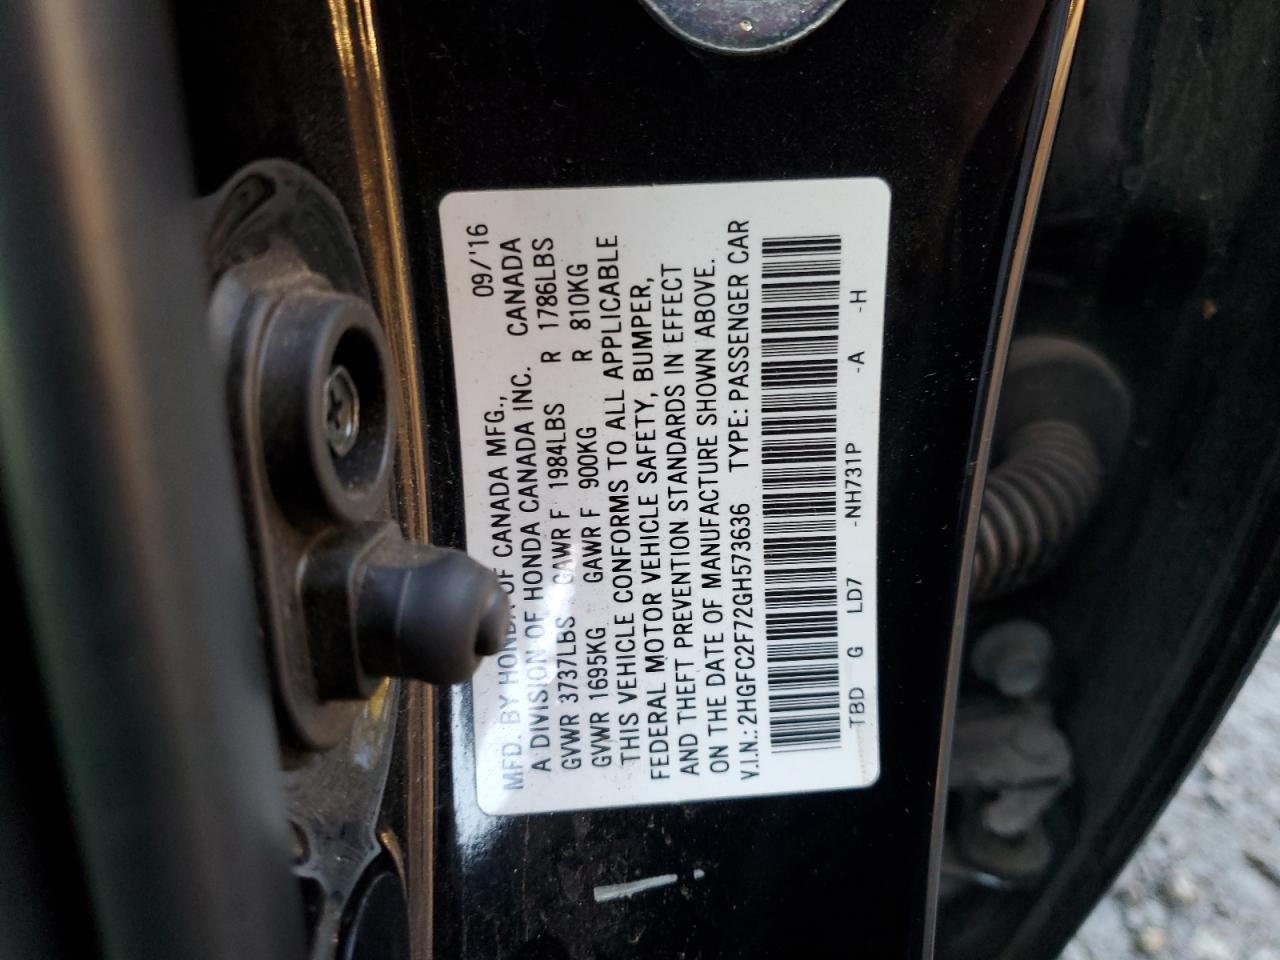 MFD. BY HONDA OF CANADA MFG., 09/'16
A DIVISION OF HONDA CANADA INC. CANADA
GVWR 3737LBS GAWR F 1984LBS R 1786LBS
GVWR 1695KG GAWR F 900KG R 810KG
THIS VEHICLE CONFORMS TO ALL APPLICABLE
FEDERAL MOTOR VEHICLE SAFETY, BUMPER,
AND THEFT PREVENTION STANDARDS IN EFFECT
ON THE DATE OF MANUFACTURE SHOWN ABOVE.
V.I.N.: 2HGFC2F72GH573636 TYPE: PASSENGER CAR
TBD G LD7 -NH731P -A -H